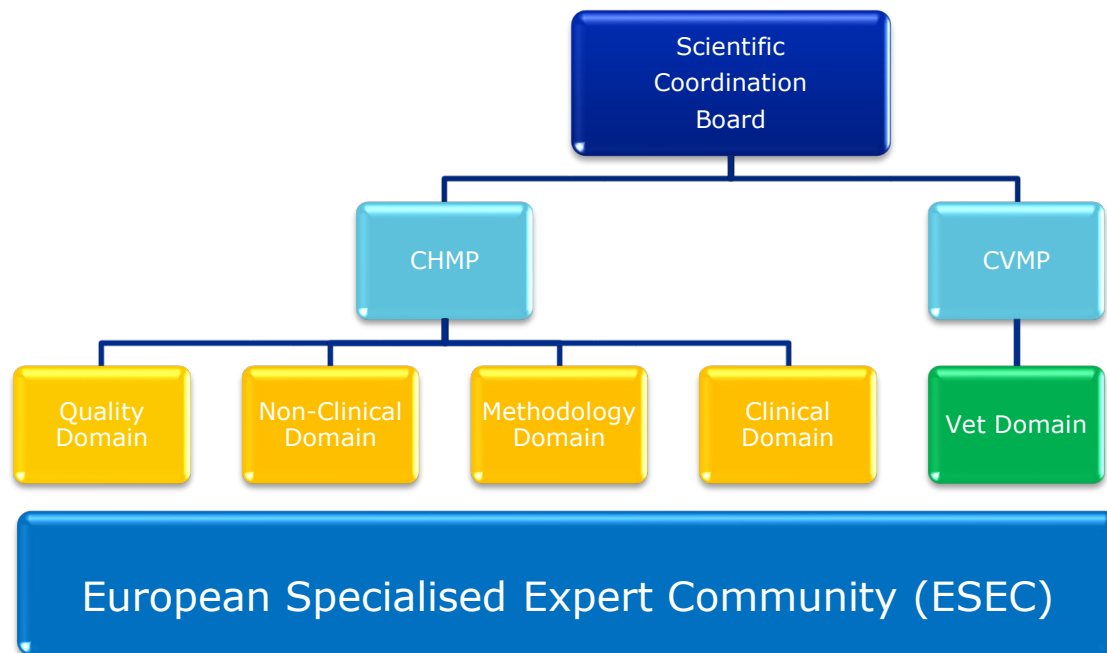 Scientific
Coordination
Board
CHMP
CVMP
Quality
Domain
Non-Clinical
Domain
Methodology
Domain
Clinical
Domain
Vet Domain
European Specialised Expert Community (ESEC)